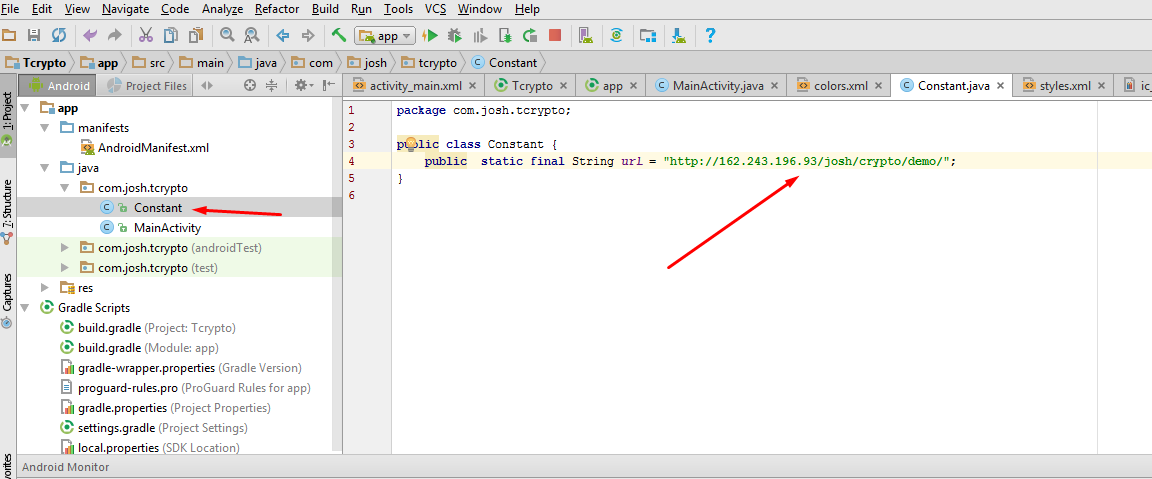 File Edit View Navigate Code Analyze Refactor Build Run Tools VCS Window Help
app
Tcrypto app src main java com josh tcrypto Constant
Android Project Files
activity_main.xml Tcrypto app MainActivity.java colors.xml Constant.java styles.xml ic_
1: Project
7: Structure
Captures
vorites
app
manifests
AndroidManifest.xml
java
com.josh.tcrypto
Constant
MainActivity
com.josh.tcrypto (androidTest)
com.josh.tcrypto (test)
res
Gradle Scripts
build.gradle (Project: Tcrypto)
build.gradle (Module: app)
gradle-wrapper.properties (Gradle Version)
proguard-rules.pro (ProGuard Rules for app)
gradle.properties (Project Properties)
settings.gradle (Project Settings)
local.properties (SDK Location)
1 package com.josh.tcrypto;
2
3 public class Constant {
4 public static final String url = "http://162.243.196.93/josh/crypto/demo/";
5 }
6
Android Monitor